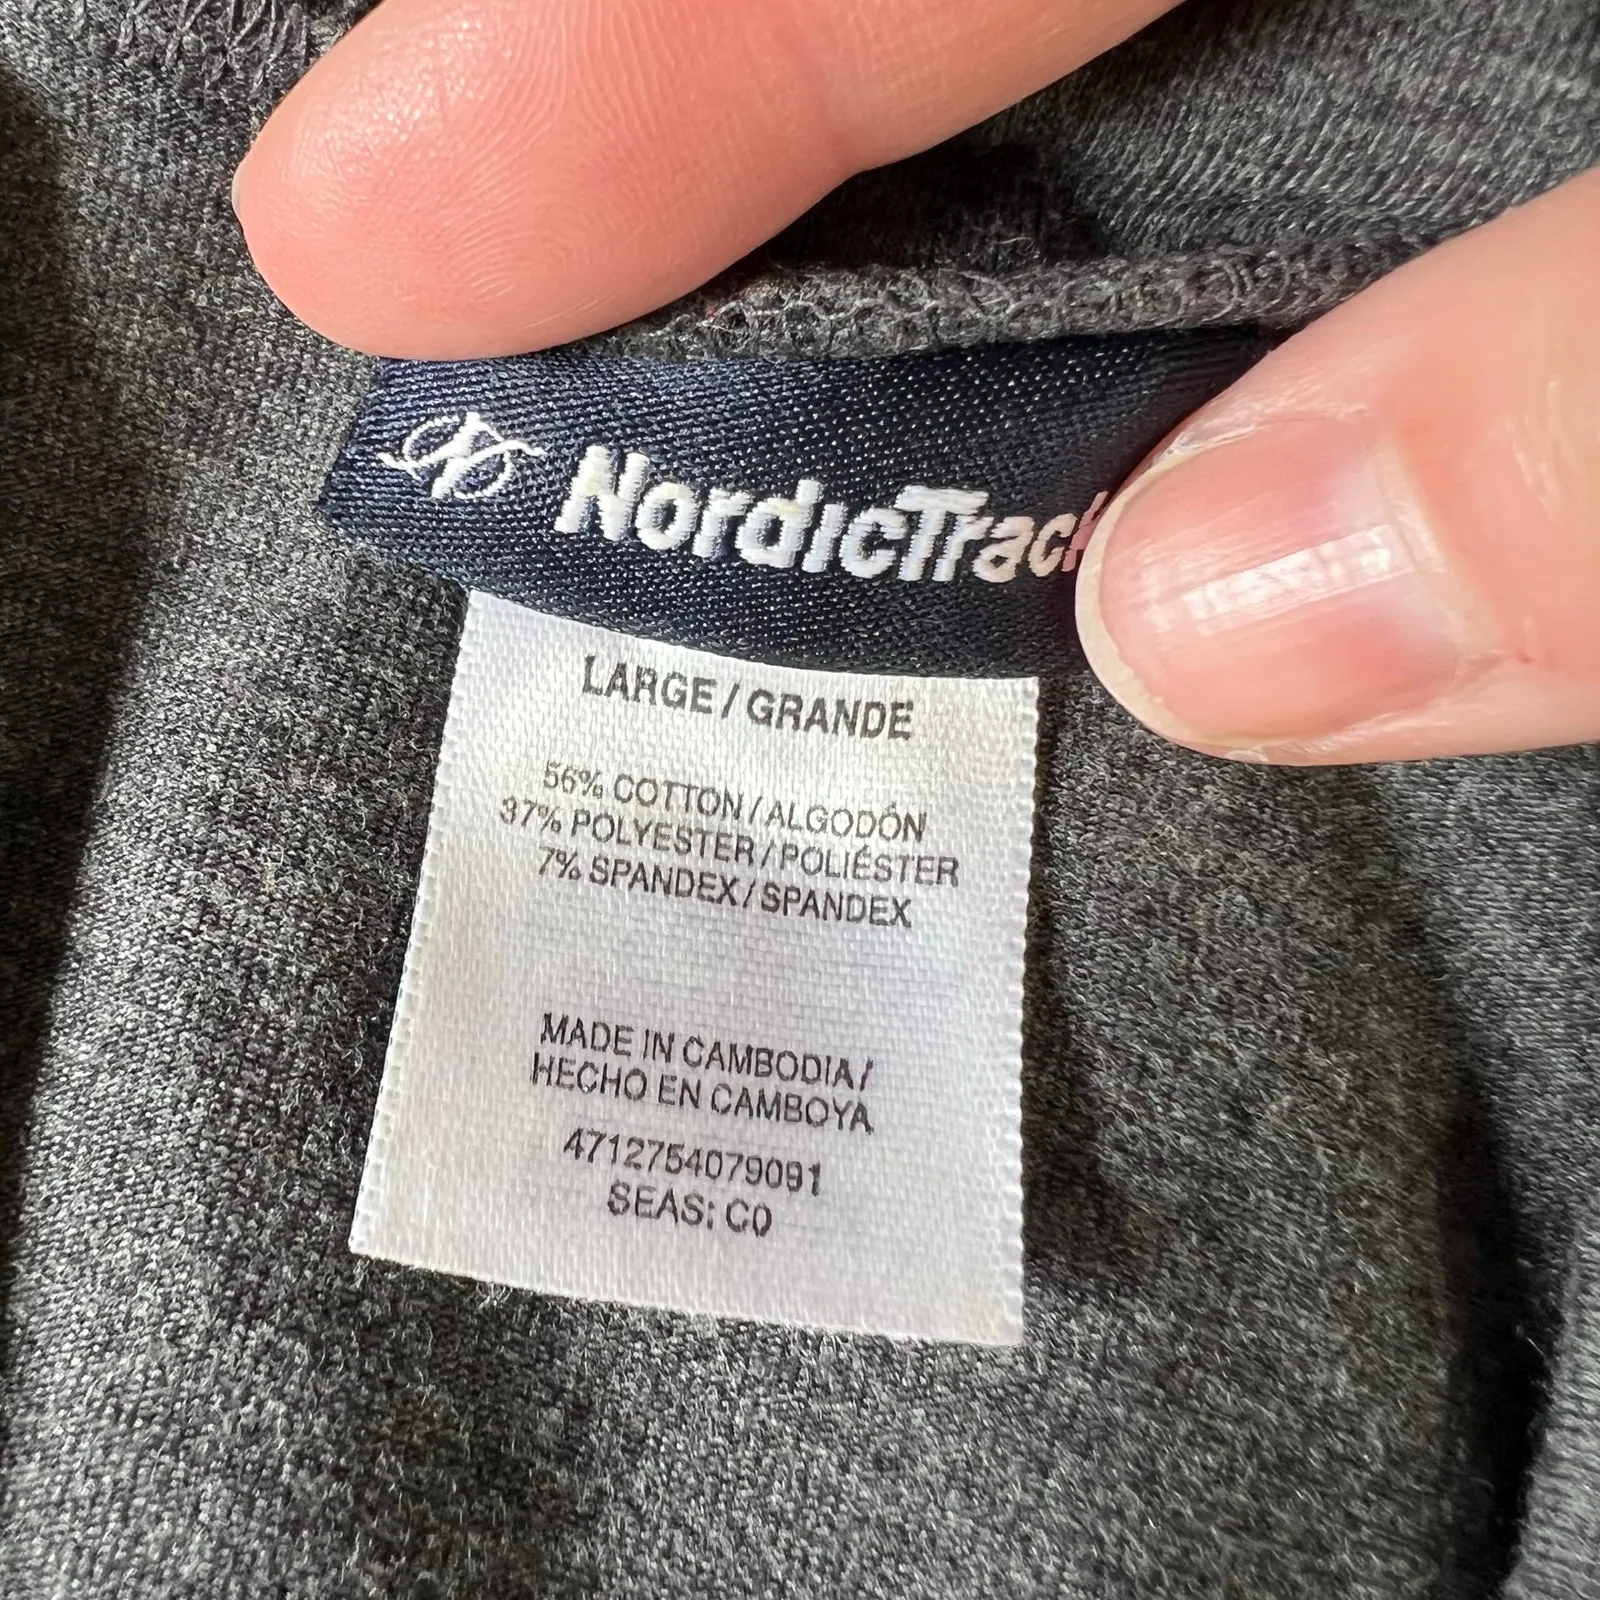 NordicTrack
LARGE / GRANDE
56% COTTON / ALGODÓN
37% POLYESTER / POLIÉSTER
7% SPANDEX / SPANDEX
MADE IN CAMBODIA /
HECHO EN CAMBOYA
4712754079091
SEAS: C0